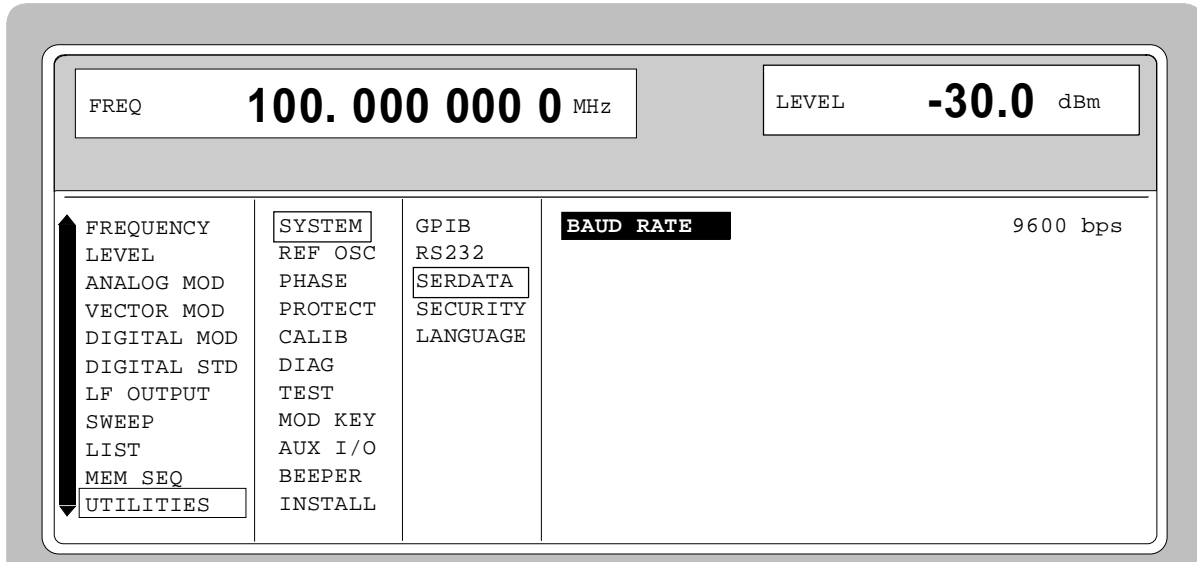 FREQ 100. 000 000 0 MHz LEVEL -30.0 dBm
FREQUENCY
LEVEL
ANALOG MOD
VECTOR MOD
DIGITAL MOD
DIGITAL STD
LF OUTPUT
SWEEP
LIST
MEM SEQ
UTILITIES
SYSTEM
REF OSC
PHASE
PROTECT
CALIB
DIAG
TEST
MOD KEY
AUX I/O
BEEPER
INSTALL
GPIB
RS232
SERDATA
SECURITY
LANGUAGE
BAUD RATE 9600 bps